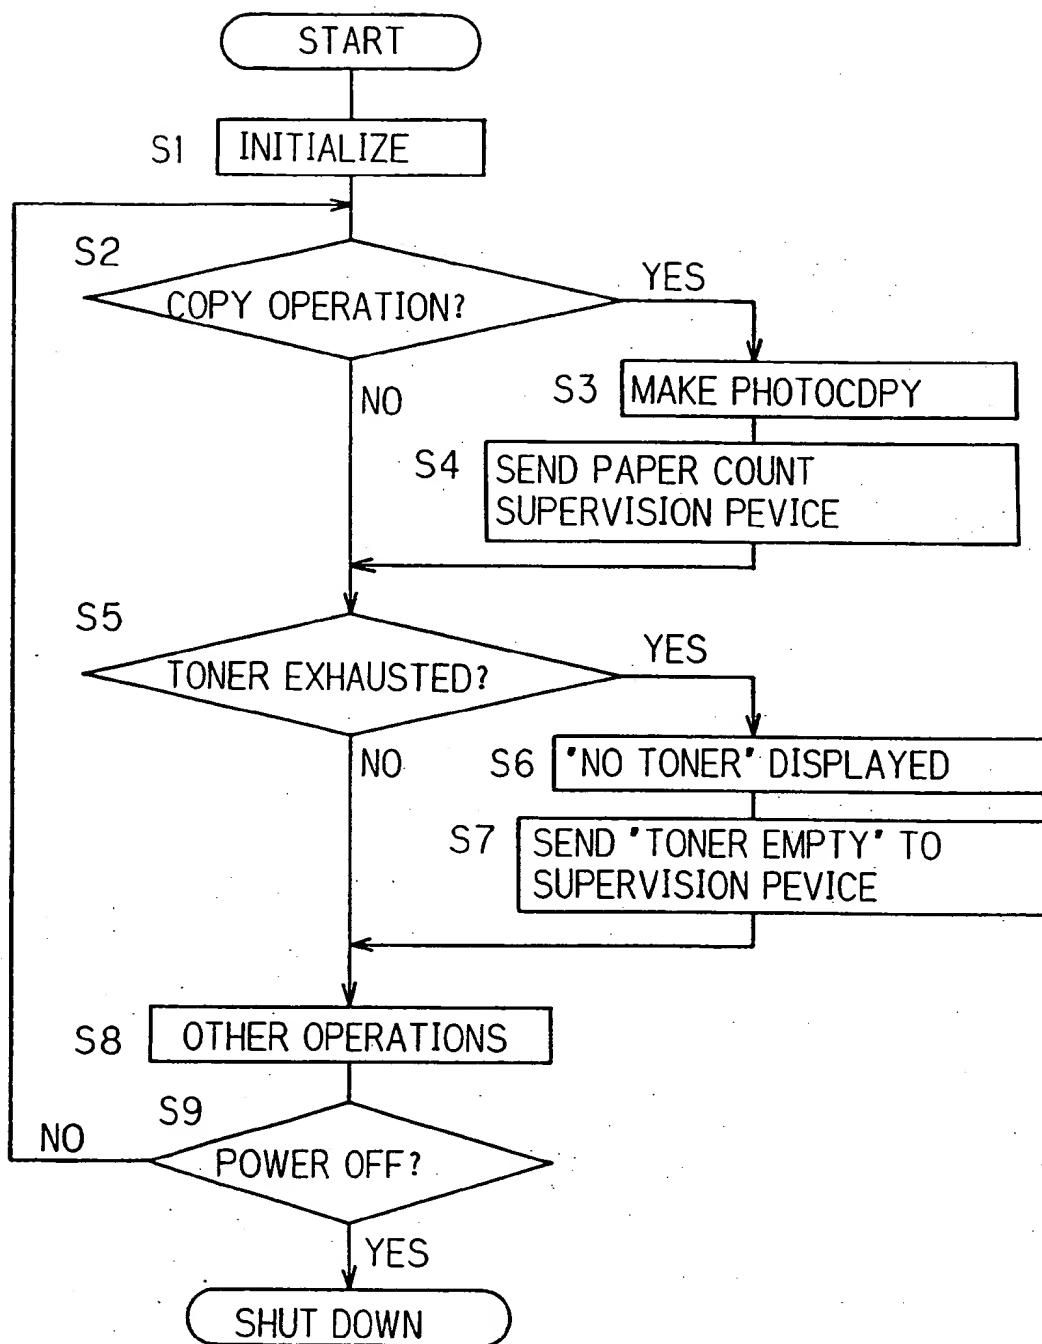 START
S1
INITIALIZE
S2
COPY OPERATION?
YES
NO
S3
MAKE PHOTOCDPY
S4
SEND PAPER COUNT
SUPERVISION PEVICE
S5
TONER EXHAUSTED?
YES
NO
S6
"NO TONER" DISPLAYED
S7
SEND "TONER EMPTY" TO
SUPERVISION PEVICE
S8
OTHER OPERATIONS
S9
NO
POWER OFF?
YES
SHUT DOWN